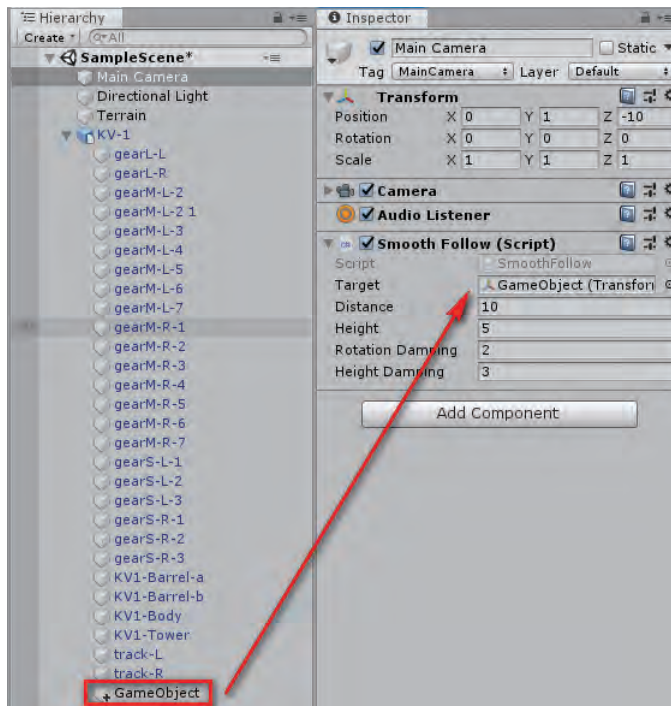 Hierarchy
Create
All
SampleScene*
Main Camera
Directional Light
Terrain
KV-1
gearL-L
gearL-R
gearM-L-2
gearM-L-2 1
gearM-L-3
gearM-L-4
gearM-L-5
gearM-L-6
gearM-L-7
gearM-R-1
gearM-R-2
gearM-R-3
gearM-R-4
gearM-R-5
gearM-R-6
gearM-R-7
gearS-L-1
gearS-L-2
gearS-L-3
gearS-R-1
gearS-R-2
gearS-R-3
KV1-Barrel-a
KV1-Barrel-b
KV1-Body
KV1-Tower
track-L
track-R
GameObject
Inspector
Main Camera Static
Tag MainCamera Layer Default
Transform
Position X 0 Y 1 Z -10
Rotation X 0 Y 0 Z 0
Scale X 1 Y 1 Z 1
Camera
Audio Listener
Smooth Follow (Script)
Script SmoothFollow
Target GameObject (Transfor
Distance 10
Height 5
Rotation Damping 2
Height Damping 3
Add Component